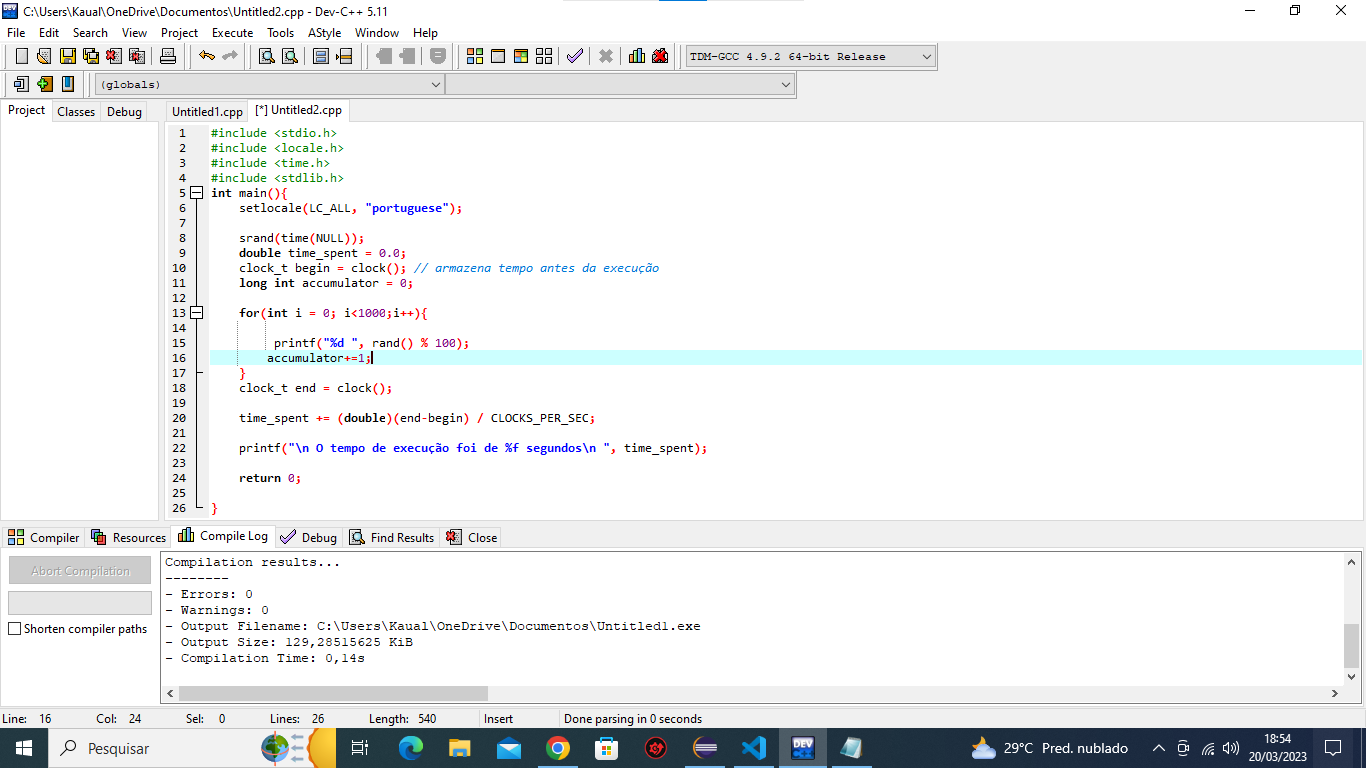 C:\Users\Kaual\OneDrive\Documentos\Untitled2.cpp - Dev-C++ 5.11
File Edit Search View Project Execute Tools AStyle Window Help
TDM-GCC 4.9.2 64-bit Release
(globals)
Project Classes Debug Untitled1.cpp [*] Untitled2.cpp
1 #include <stdio.h>
2 #include <locale.h>
3 #include <time.h>
4 #include <stdlib.h>
5 int main(){
6 setlocale(LC_ALL, "portuguese");
7
8 srand(time(NULL));
9 double time_spent = 0.0;
10 clock_t begin = clock(); // armazena tempo antes da execução
11 long int accumulator = 0;
12
13 for(int i = 0; i<1000;i++){
14
15 printf("%d ", rand() % 100);
16 accumulator+=1;
17 }
18 clock_t end = clock();
19
20 time_spent += (double)(end-begin) / CLOCKS_PER_SEC;
21
22 printf("\n O tempo de execução foi de %f segundos\n ", time_spent);
23
24 return 0;
25
26 }
Compiler Resources Compile Log Debug Find Results Close
Abort Compilation
Shorten compiler paths
Compilation results...
--------
- Errors: 0
- Warnings: 0
- Output Filename: C:\Users\Kaual\OneDrive\Documentos\Untitled1.exe
- Output Size: 129,28515625 KiB
- Compilation Time: 0,14s
Line: 16 Col: 24 Sel: 0 Lines: 26 Length: 540 Insert Done parsing in 0 seconds
Pesquisar
DEV
29°C Pred. nublado
18:54
20/03/2023